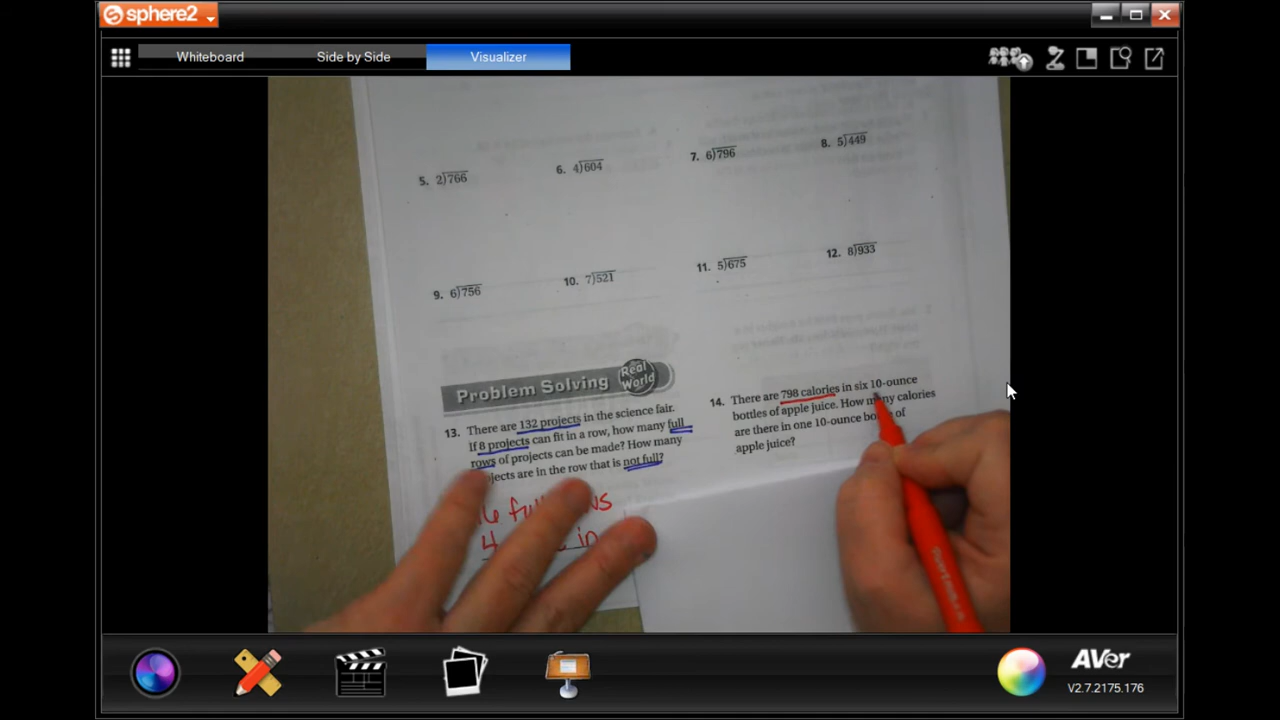 sphere2
Whiteboard
Side by Side
Visualizer
5. 2)766
6. 4)604
7. 6)796
8. 5)449
9. 6)756
10. 7)521
11. 5)675
12. 8)933
Problem Solving Real World
13. There are 132 projects in the science fair.
If 8 projects can fit in a row, how many full
rows of projects can be made? How many
jects are in the row that is not full?
6 full
4 in
14. There are 798 calories in six 10-ounce
bottles of apple juice. How many calories
are there in one 10-ounce of
apple juice?
AVer
V2.7.2175.176